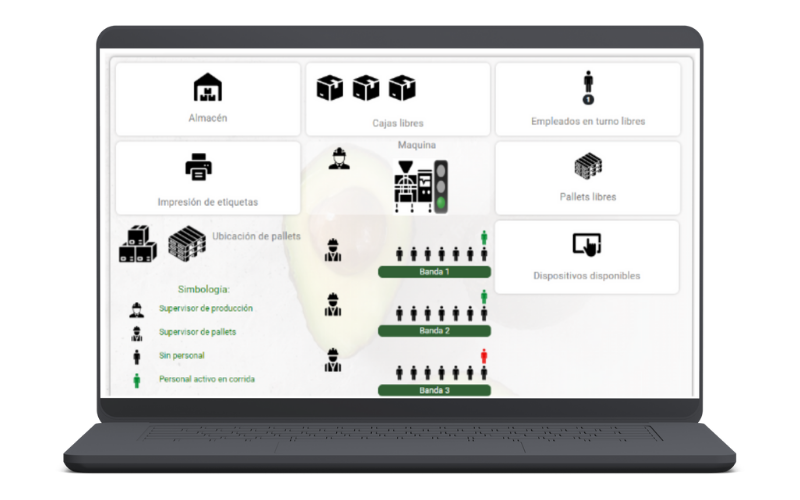 Almacén
Cajas libres
1
Empleados en turno libres
Impresión de etiquetas
Maquina
Pallets libres
Ubicación de pallets
Dispositivos disponibles
Simbologia:
Supervisor de producción
Supervisor de pallets
Sin personal
Personal activo en corrida
Banda 1
Banda 2
Banda 3